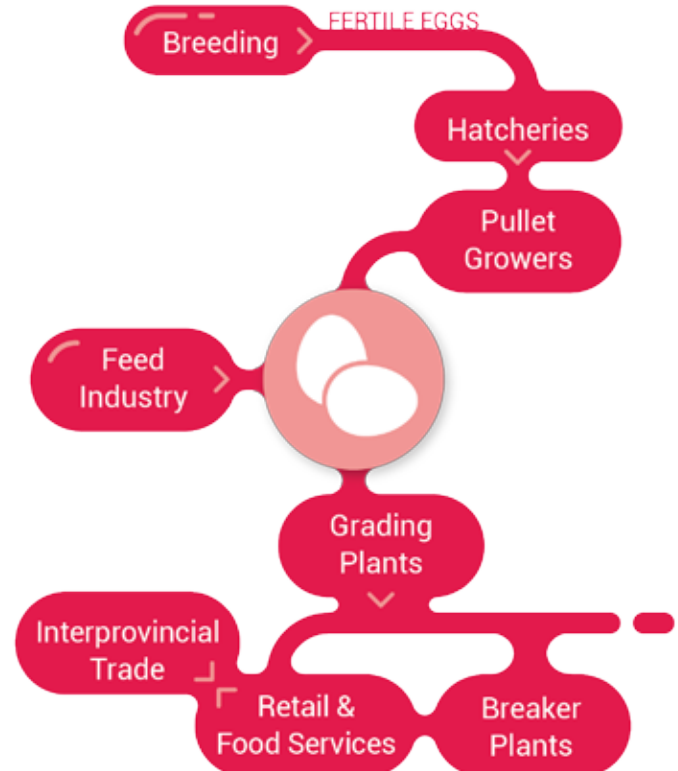 FERTILE EGGS
Breeding
Hatcheries
Pullet
Growers
Feed
Industry
Grading
Plants
Interprovincial
Trade
Retail &
Food Services
Breaker
Plants